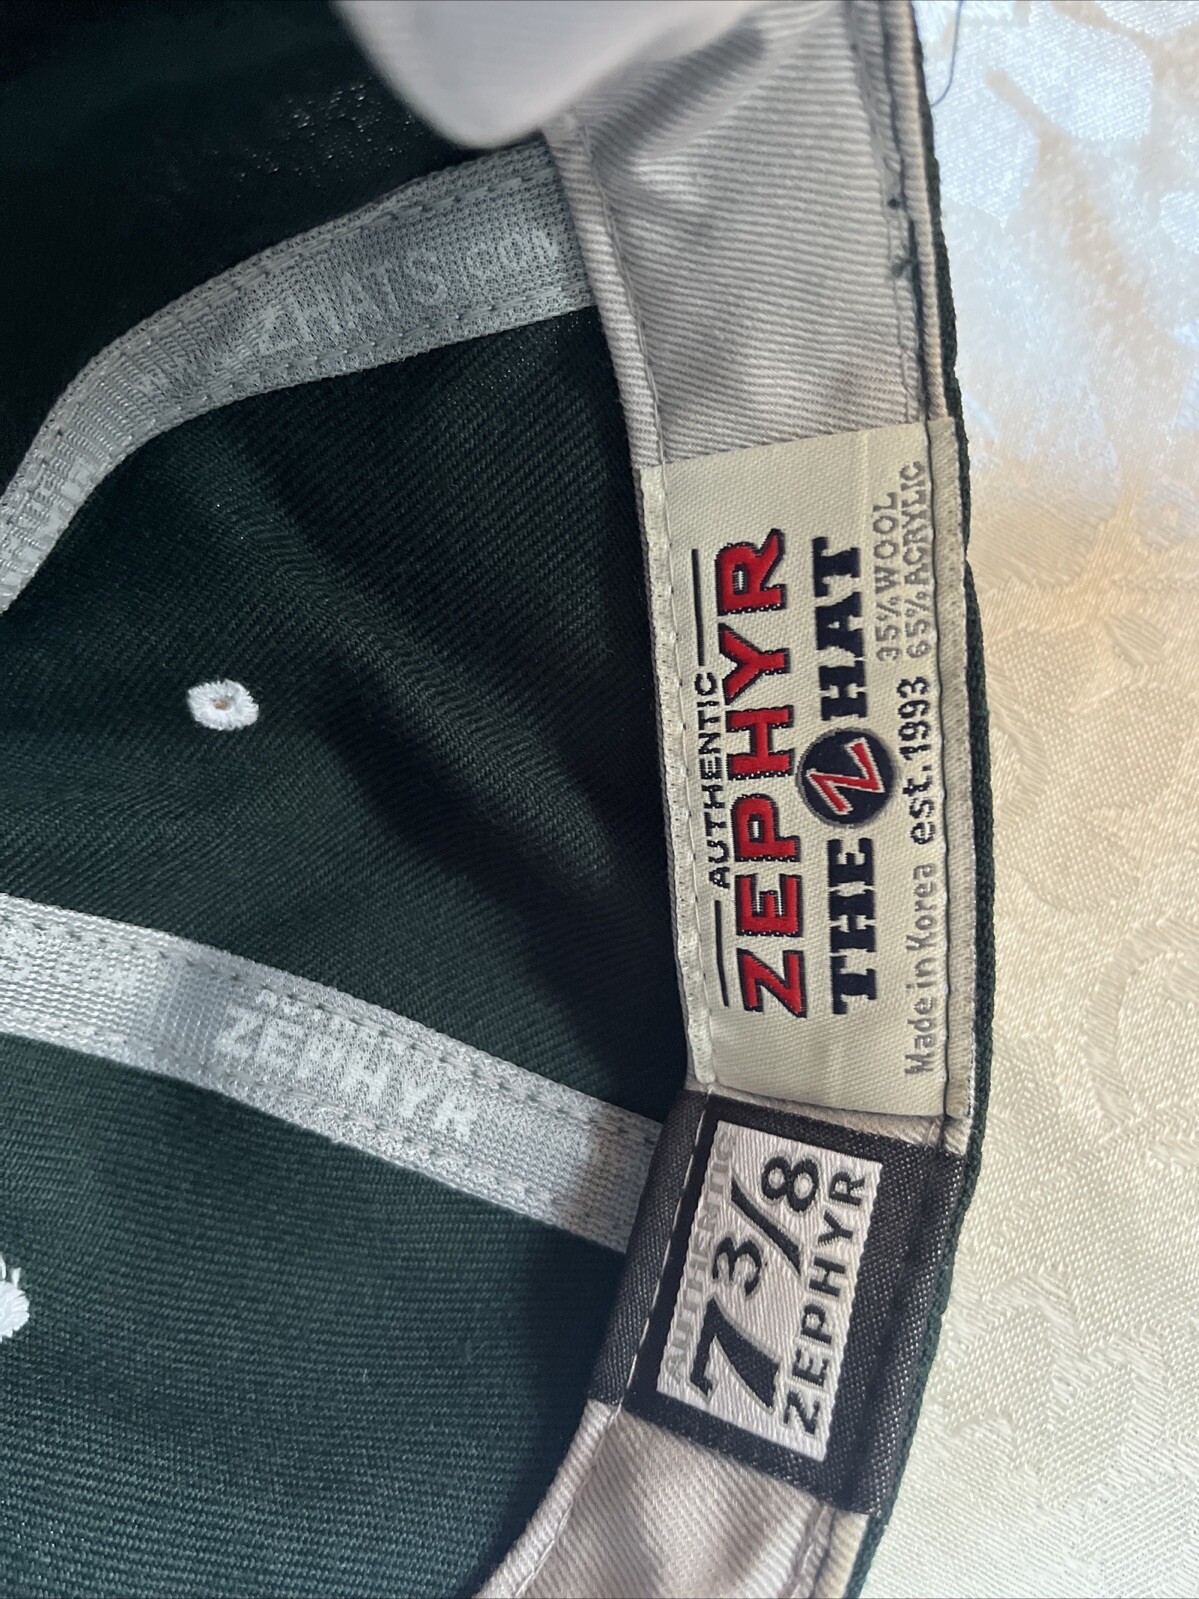 AUTHENTIC
ZEPHYR
THE Z HAT
35% WOOL
65% ACRYLIC
Made in Korea est. 1993
AUTHENTIC
7 3/8
ZEPHYR
ZHATS.com
ZEPHYR